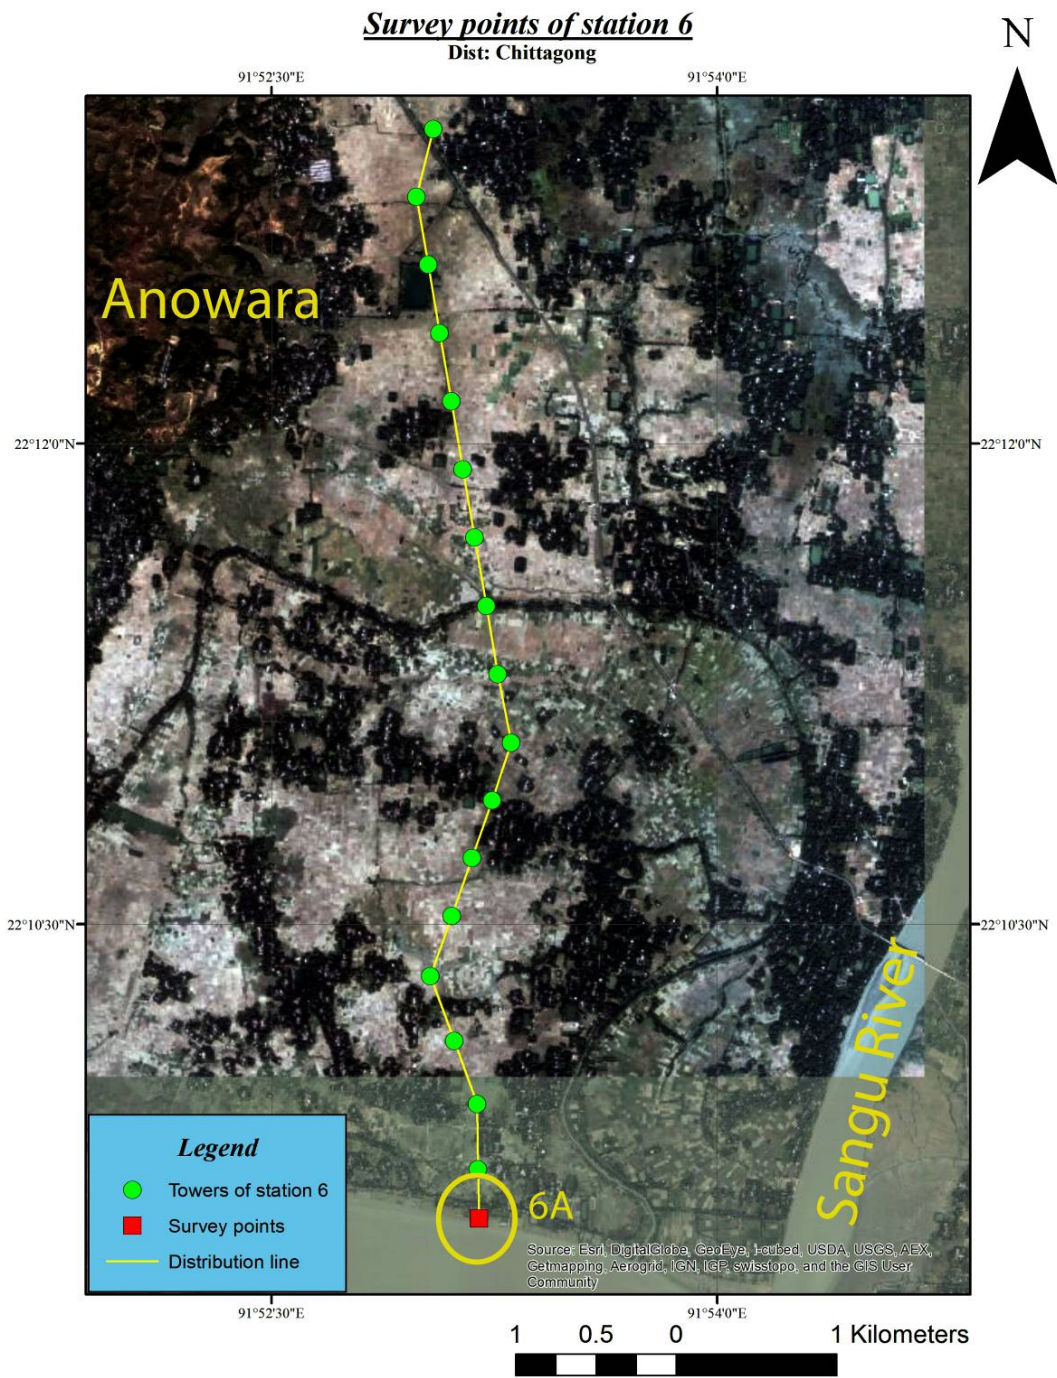 Survey points of station 6
Dist: Chittagong
N
91°52'30"E
91°54'0"E
Anowara
22°12'0"N
22°12'0"N
22°10'30"N
22°10'30"N
Sangu River
Legend
Towers of station 6
Survey points
Distribution line
6A
Source: Esri, DigitalGlobe, GeoEye, i-cubed, USDA, USGS, AEX,
Getmapping, Aerogrid, IGN, IGP, swisstopo, and the GIS User
Community
91°52'30"E
91°54'0"E
1 0.5 0 1 Kilometers